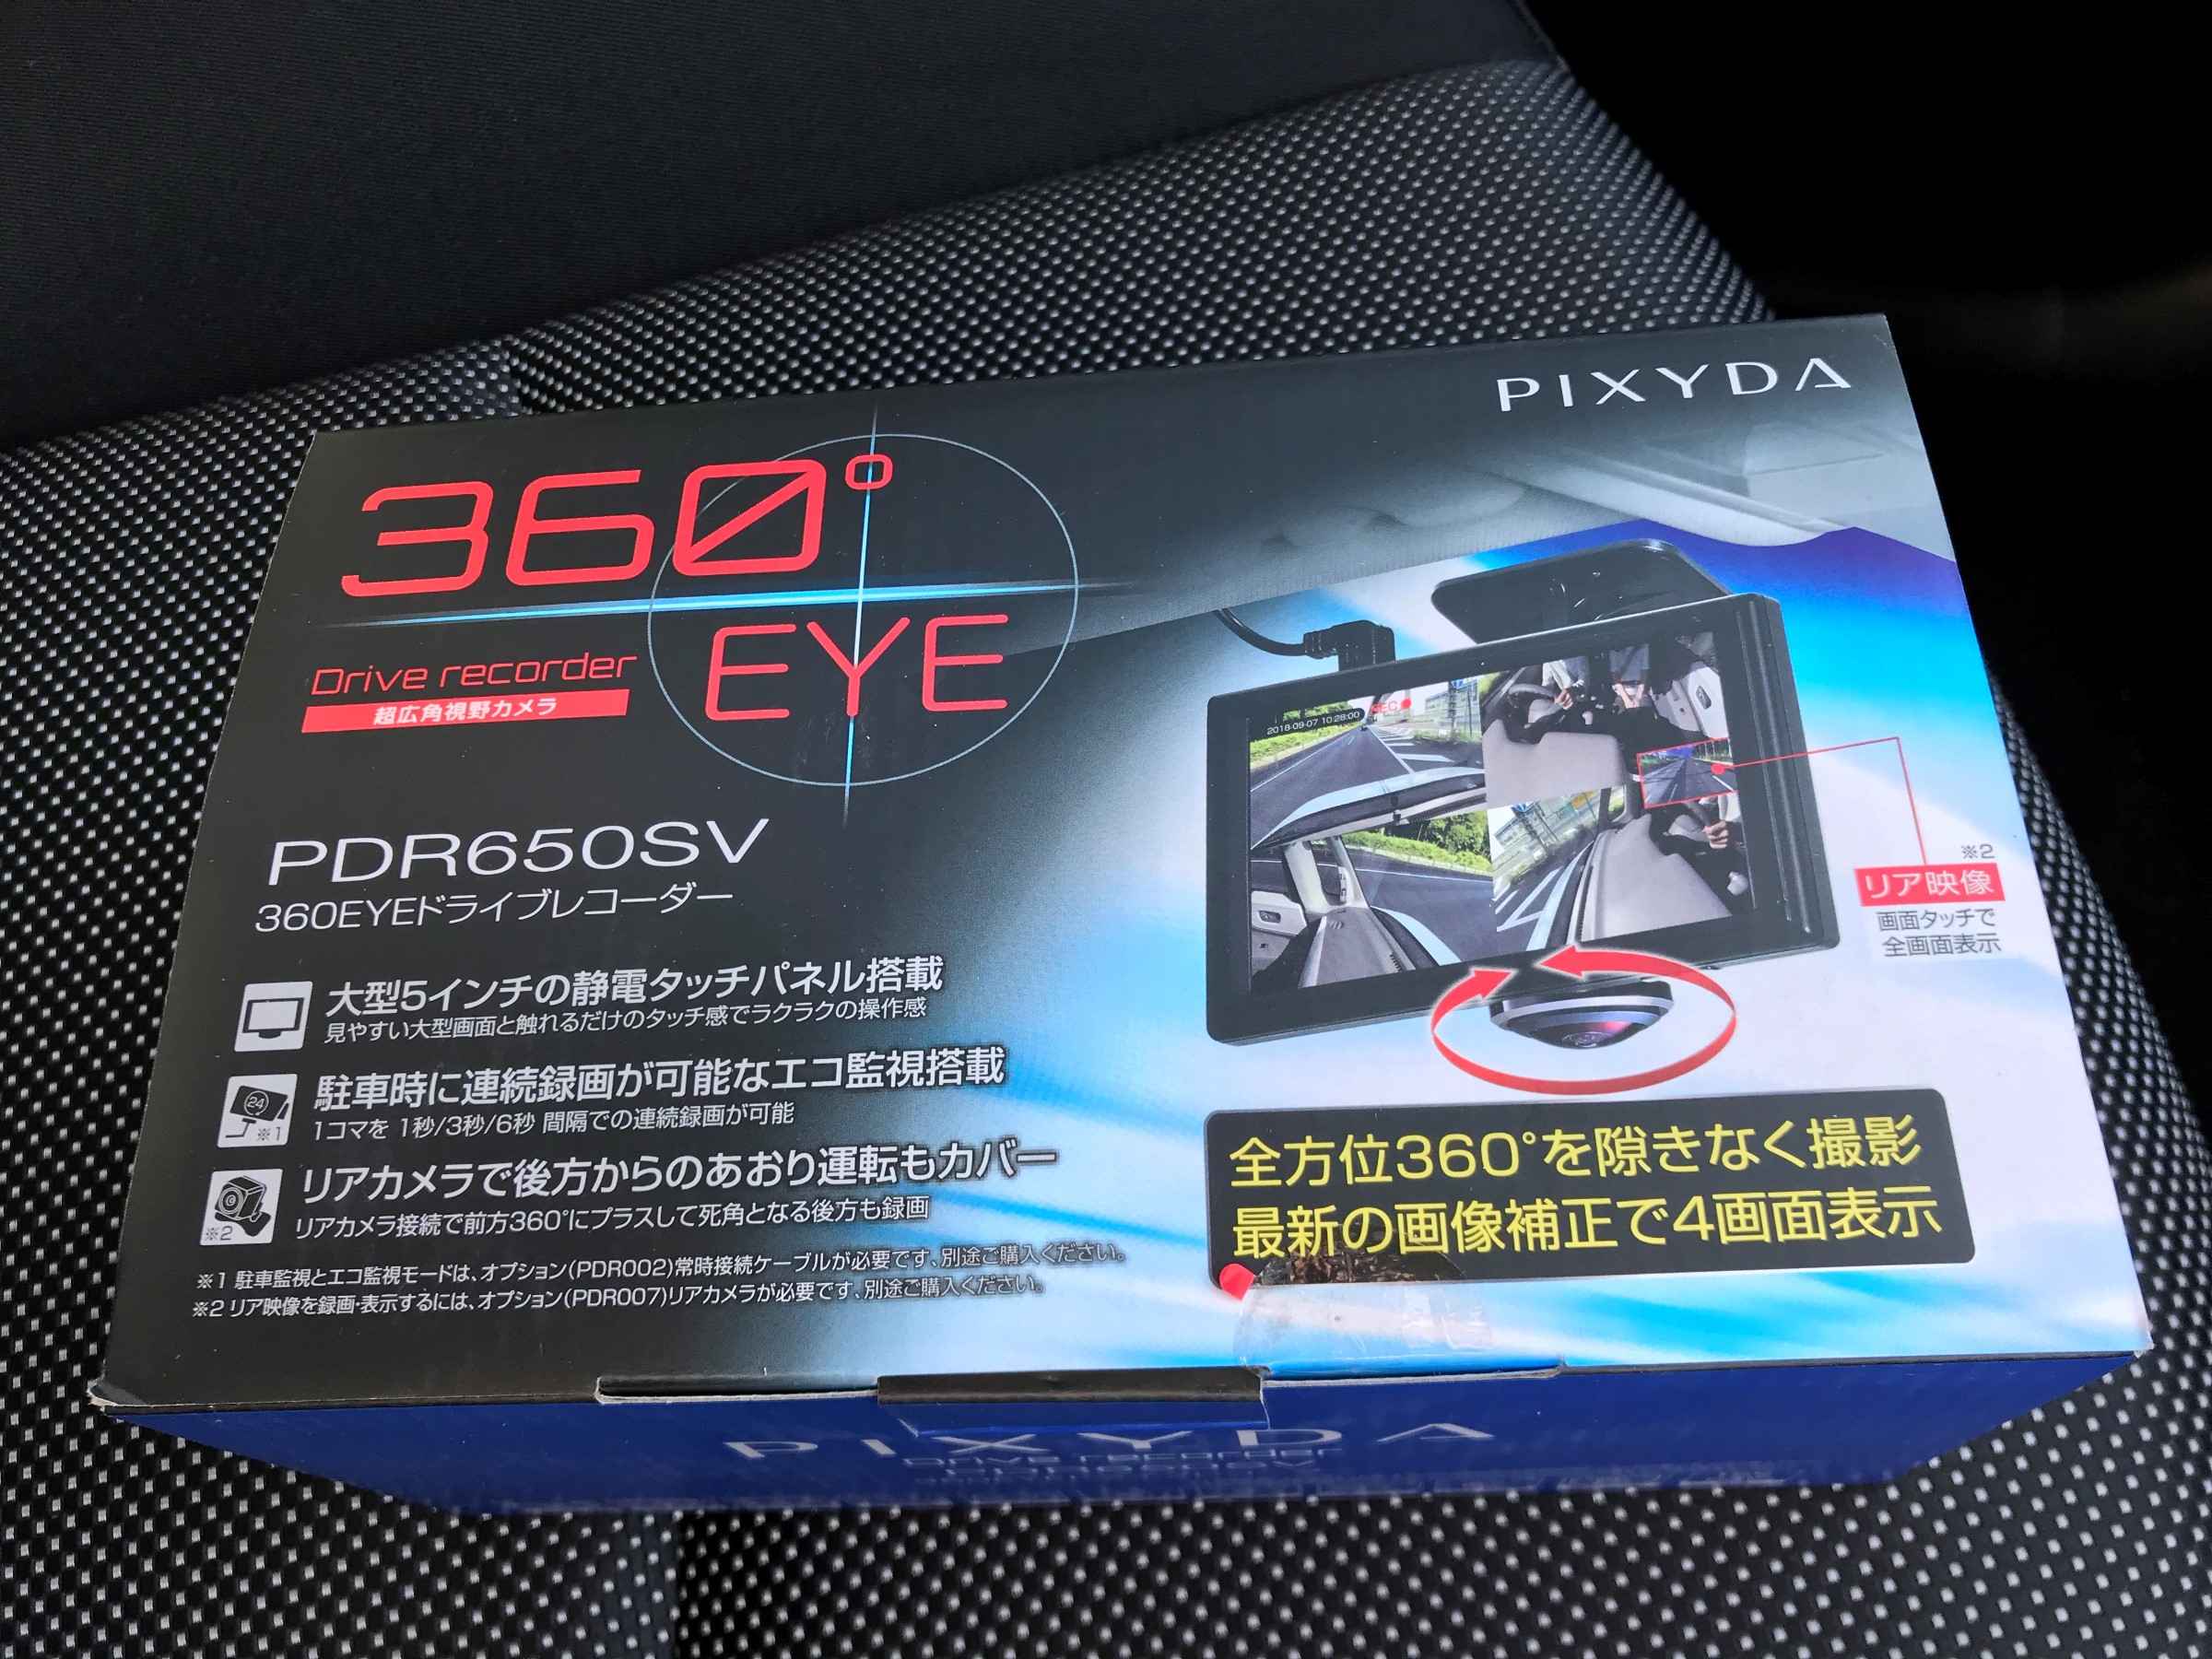 PIXYDA
360°
EYE
Drive recorder
超広角視野カメラ
PDR650SV
360EYEドライブレコーダー
大型5インチの静電タッチパネル搭載
見やすい大型画面と触れるだけのタッチ感でラクラクの操作感
24
※1
駐車時に連続録画が可能なエコ監視搭載
1コマを 1秒/3秒/6秒 間隔での連続録画が可能
※2
リアカメラで後方からのあおり運転もカバー
リアカメラ接続で前方360°にプラスして死角となる後方も録画
※1 駐車監視とエコ監視モードは、オプション(PDR002)常時接続ケーブルが必要です、別途ご購入ください。
※2 リア映像を録画・表示するには、オプション(PDR007)リアカメラが必要です、別途ご購入ください。
2018-09-07 10:28:00
REC
※2
リア映像
画面タッチで
全画面表示
全方位360°を隙きなく撮影
最新の画像補正で4画面表示
PIXYDA
DRIVE RECORDER